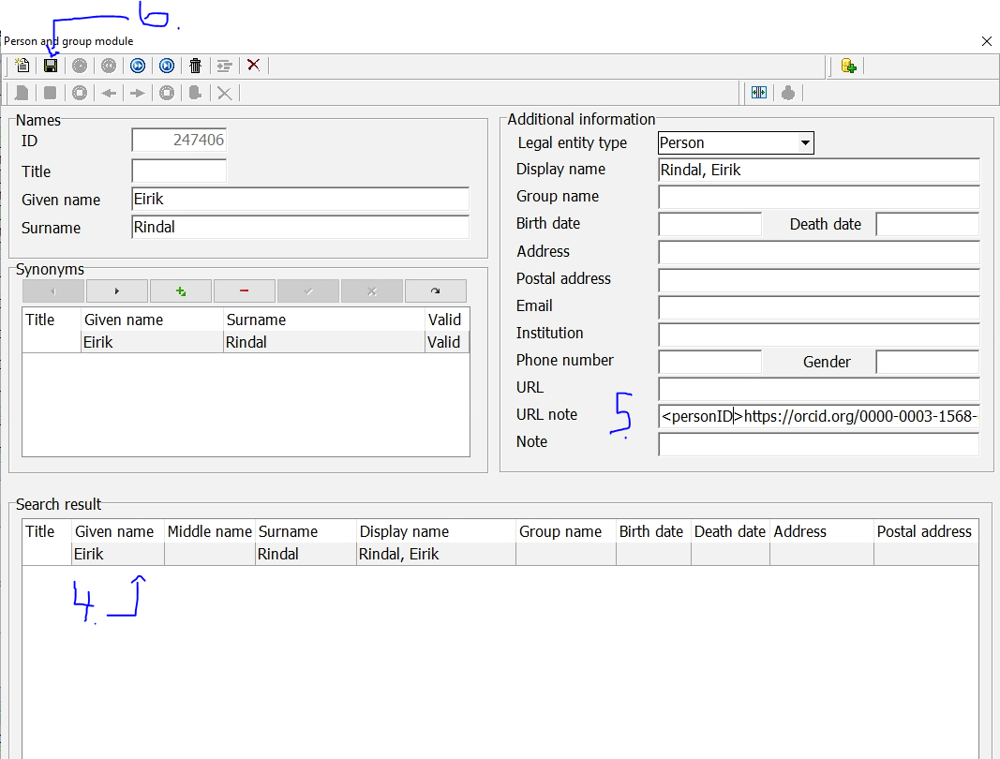 6.
Person and group module
Names
ID 247406
Title
Given name Eirik
Surname Rindal
Additional information
Legal entity type Person
Display name Rindal, Eirik
Group name
Birth date Death date
Address
Postal address
Email
Institution
Phone number Gender
URL
URL note <personID>https://orcid.org/0000-0003-1568-
Note
5.
Synonyms
Title Given name Surname Valid
Eirik Rindal Valid
Search result
Title Given name Middle name Surname Display name Group name Birth date Death date Address Postal address
Eirik Rindal Rindal, Eirik
4.